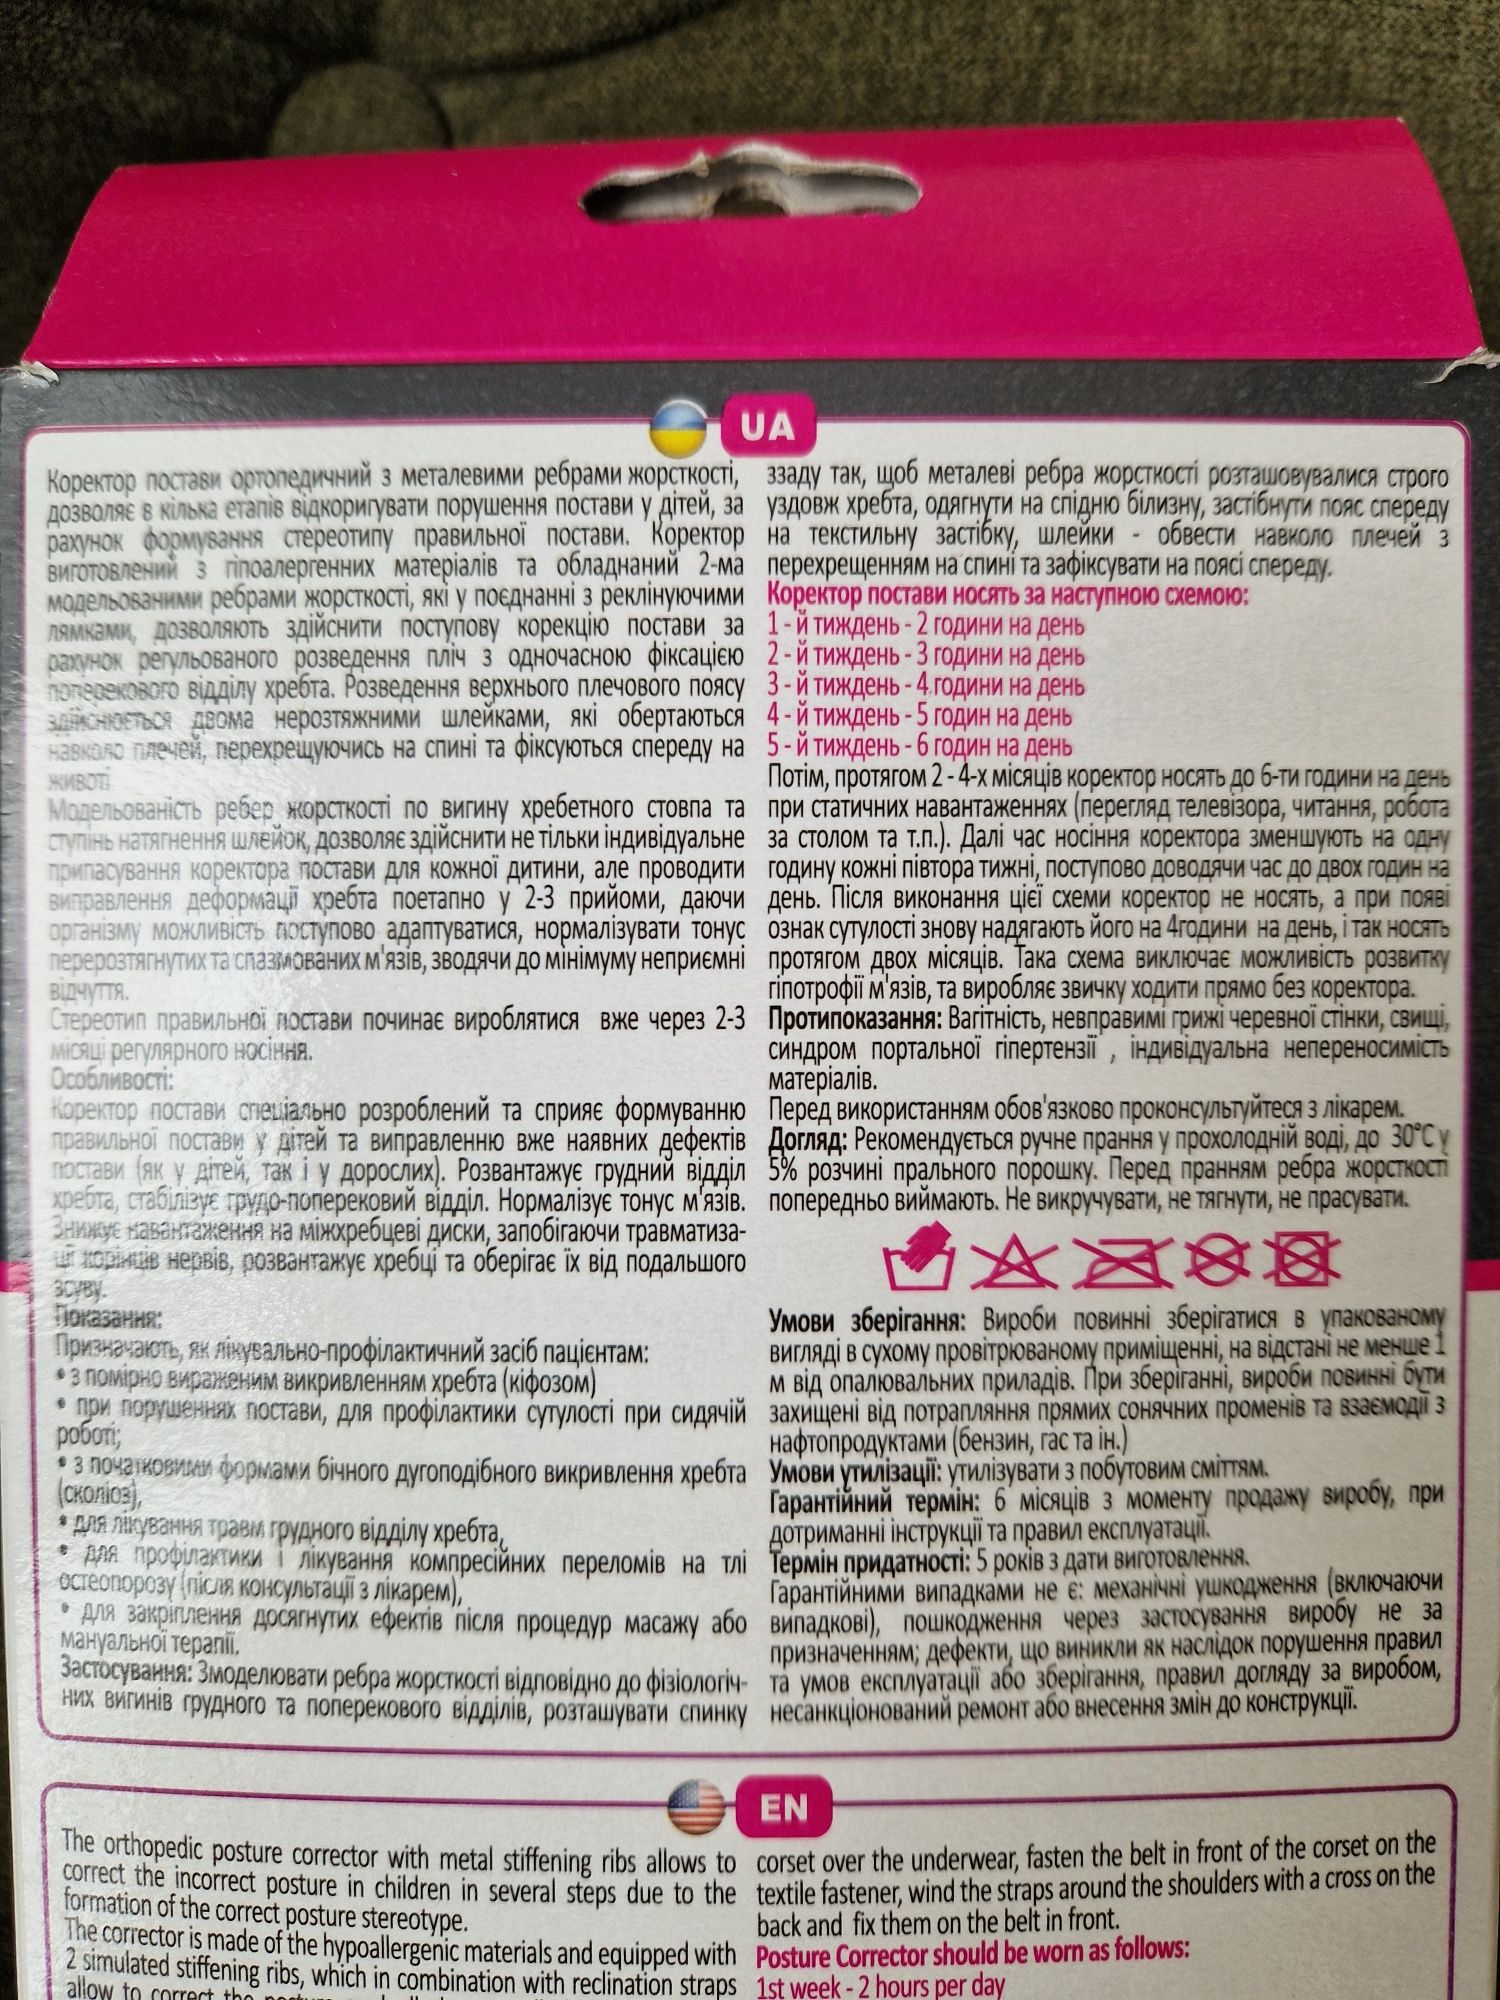 UA
Коректор постави ортопедичний з металевими ребрами жорсткості,
дозволяє в кілька етапів відкоригувати порушення постави у дітей, за
рахунок формування стереотипу правильної постави. Коректор
виготовлений з гіпоалергенних матеріалів та обладнаний 2-ма
модельованими ребрами жорсткості, які у поєднанні з реклінуючими
лямками, дозволяють здійснити поступову корекцію постави за
рахунок регульованого розведення пліч з одночасною фіксацією
поперекового відділу хребта. Розведення верхнього плечового поясу
здійснюється двома нерозтяжними шлейками, які обертаються
навколо плечей, перехрещуючись на спині та фіксуються спереду на
животі
Модельованість ребер жорсткості по вигину хребетного стовпа та
ступінь натягнення шлейок, дозволяє здійснити не тільки індивідуальне
припасування коректора постави для кожної дитини, але проводити
виправлення деформації хребта поетапно у 2-3 прийоми, даючи
організму можливість поступово адаптуватися, нормалізувати тонус
перерозтягнутих та спазмованих м'язів, зводячи до мінімуму неприємні
відчуття.
Стереотип правильної постави починає вироблятися вже через 2-3
місяці регулярного носіння.
Особливості:
Коректор постави спеціально розроблений та сприяє формуванню
правильної постави у дітей та виправленню вже наявних дефектів
постави (як у дітей, так і у дорослих). Розвантажує грудний відділ
хребта, стабілізує грудо-поперековий відділ. Нормалізує тонус м'язів.
Знижує навантаження на міжхребцеві диски, запобігаючи травматиза-
ції корінців нервів, розвантажує хребці та оберігає їх від подальшого
зсуву.
Показання:
Призначають, як лікувально-профілактичний засіб пацієнтам:
• з помірно вираженим викривленням хребта (кіфозом)
• при порушеннях постави, для профілактики сутулості при сидячій
роботі;
• з початковими формами бічного дугоподібного викривлення хребта
(сколіоз),
• для лікування травм грудного відділу хребта,
• для профілактики і лікування компресійних переломів на тлі
остеопорозу (після консультації з лікарем),
• для закріплення досягнутих ефектів після процедур масажу або
мануальної терапії.
Застосування: Змоделювати ребра жорсткості відповідно до фізіологіч-
них вигинів грудного та поперекового відділів, розташувати спинку
ззаду так, щоб металеві ребра жорсткості розташовувалися строго
уздовж хребта, одягнути на спідню білизну, застібнути пояс спереду
на текстильну застібку, шлейки - обвести навколо плечей з
перехрещенням на спині та зафіксувати на поясі спереду.
Коректор постави носять за наступною схемою:
1 - й тиждень - 2 години на день
2 - й тиждень - 3 години на день
3 - й тиждень - 4 години на день
4 - й тиждень - 5 годин на день
5 - й тиждень - 6 годин на день
Потім, протягом 2 - 4-х місяців коректор носять до 6-ти години на день
при статичних навантаженнях (перегляд телевізора, читання, робота
за столом та т.п.). Далі час носіння коректора зменшують на одну
годину кожні півтора тижні, поступово доводячи час до двох годин на
день. Після виконання цієї схеми коректор не носять, а при появі
ознак сутулості знову надягають його на 4години на день, і так носять
протягом двох місяців. Така схема виключає можливість розвитку
гіпотрофії м'язів, та виробляє звичку ходити прямо без коректора.
Протипоказання: Вагітність, невправимі грижі черевної стінки, свищі,
синдром портальної гіпертензії , індивідуальна непереносимість
матеріалів.
Перед використанням обов'язково проконсультуйтеся з лікарем.
Догляд: Рекомендується ручне прання у прохолодній воді, до 30°С у
5% розчині прального порошку. Перед пранням ребра жорсткості
попередньо виймають. Не викручувати, не тягнути, не прасувати.
Умови зберігання: Вироби повинні зберігатися в упакованому
вигляді в сухому провітрюваному приміщенні, на відстані не менше 1
м від опалювальних приладів. При зберіганні, вироби повинні бути
захищені від потрапляння прямих сонячних променів та взаємодії з
нафтопродуктами (бензин, гас та ін.)
Умови утилізації: утилізувати з побутовим сміттям.
Гарантійний термін: 6 місяців з моменту продажу виробу, при
дотриманні інструкції та правил експлуатації.
Термін придатності: 5 років з дати виготовлення.
Гарантійними випадками не є: механічні ушкодження (включаючи
випадкові), пошкодження через застосування виробу не за
призначенням; дефекти, що виникли як наслідок порушення правил
та умов експлуатації або зберігання, правил догляду за виробом,
несанкціонований ремонт або внесення змін до конструкції.
EN
The orthopedic posture corrector with metal stiffening ribs allows to
correct the incorrect posture in children in several steps due to the
formation of the correct posture stereotype.
The corrector is made of the hypoallergenic materials and equipped with
2 simulated stiffening ribs, which in combination with reclination straps
allow to correct the
corset over the underwear, fasten the belt in front of the corset on the
textile fastener, wind the straps around the shoulders with a cross on the
back and fix them on the belt in front.
Posture Corrector should be worn as follows:
1st week - 2 hours per day